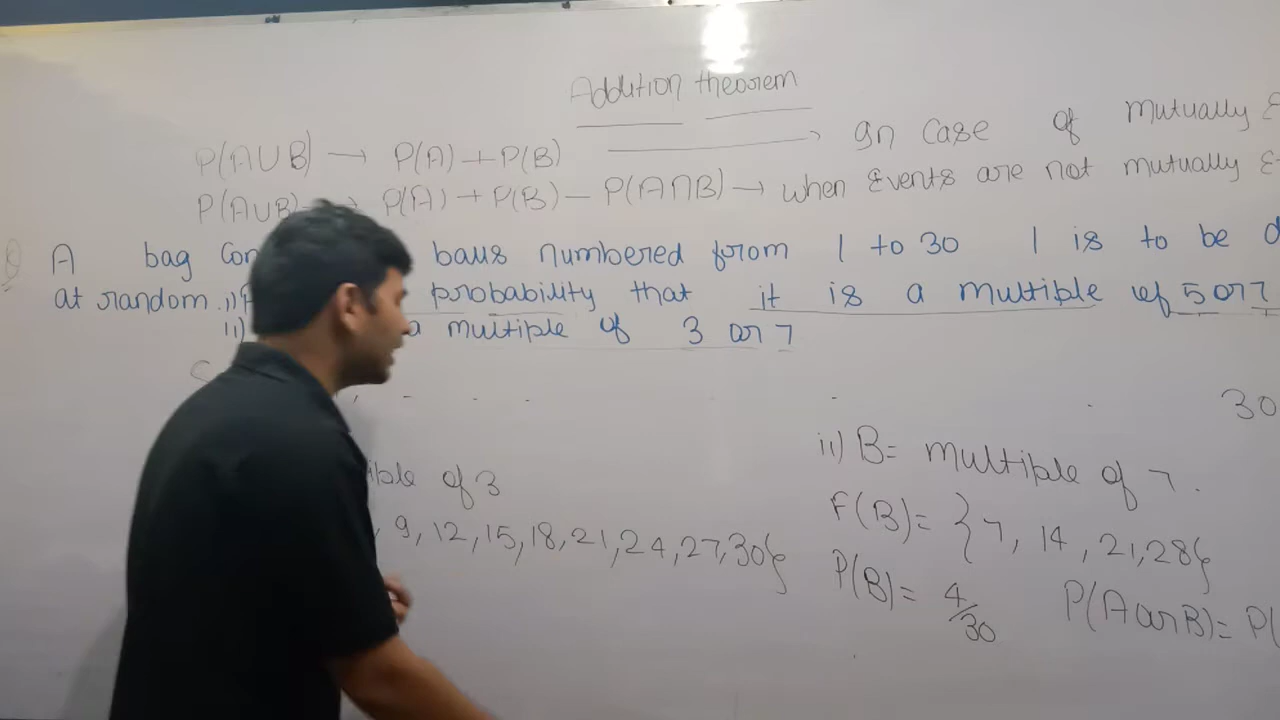 Addition theorem
P(A∪B) → P(A) + P(B) → In case of mutually
P(A∪B) → P(A) + P(B) – P(A∩B) → when Events are not mutually
Q A bag con balls numbered from 1 to 30 1 is to be
at random. i) probability that it is a multiple of 5 or 7
ii) a multiple of 3 or 7
30
ii) B = multiple of 7.
of 3
F(B) = {7, 14, 21, 28}
9, 12, 15, 18, 21, 24, 27, 30}
P(B) = 4/30 P(A or B) = P(